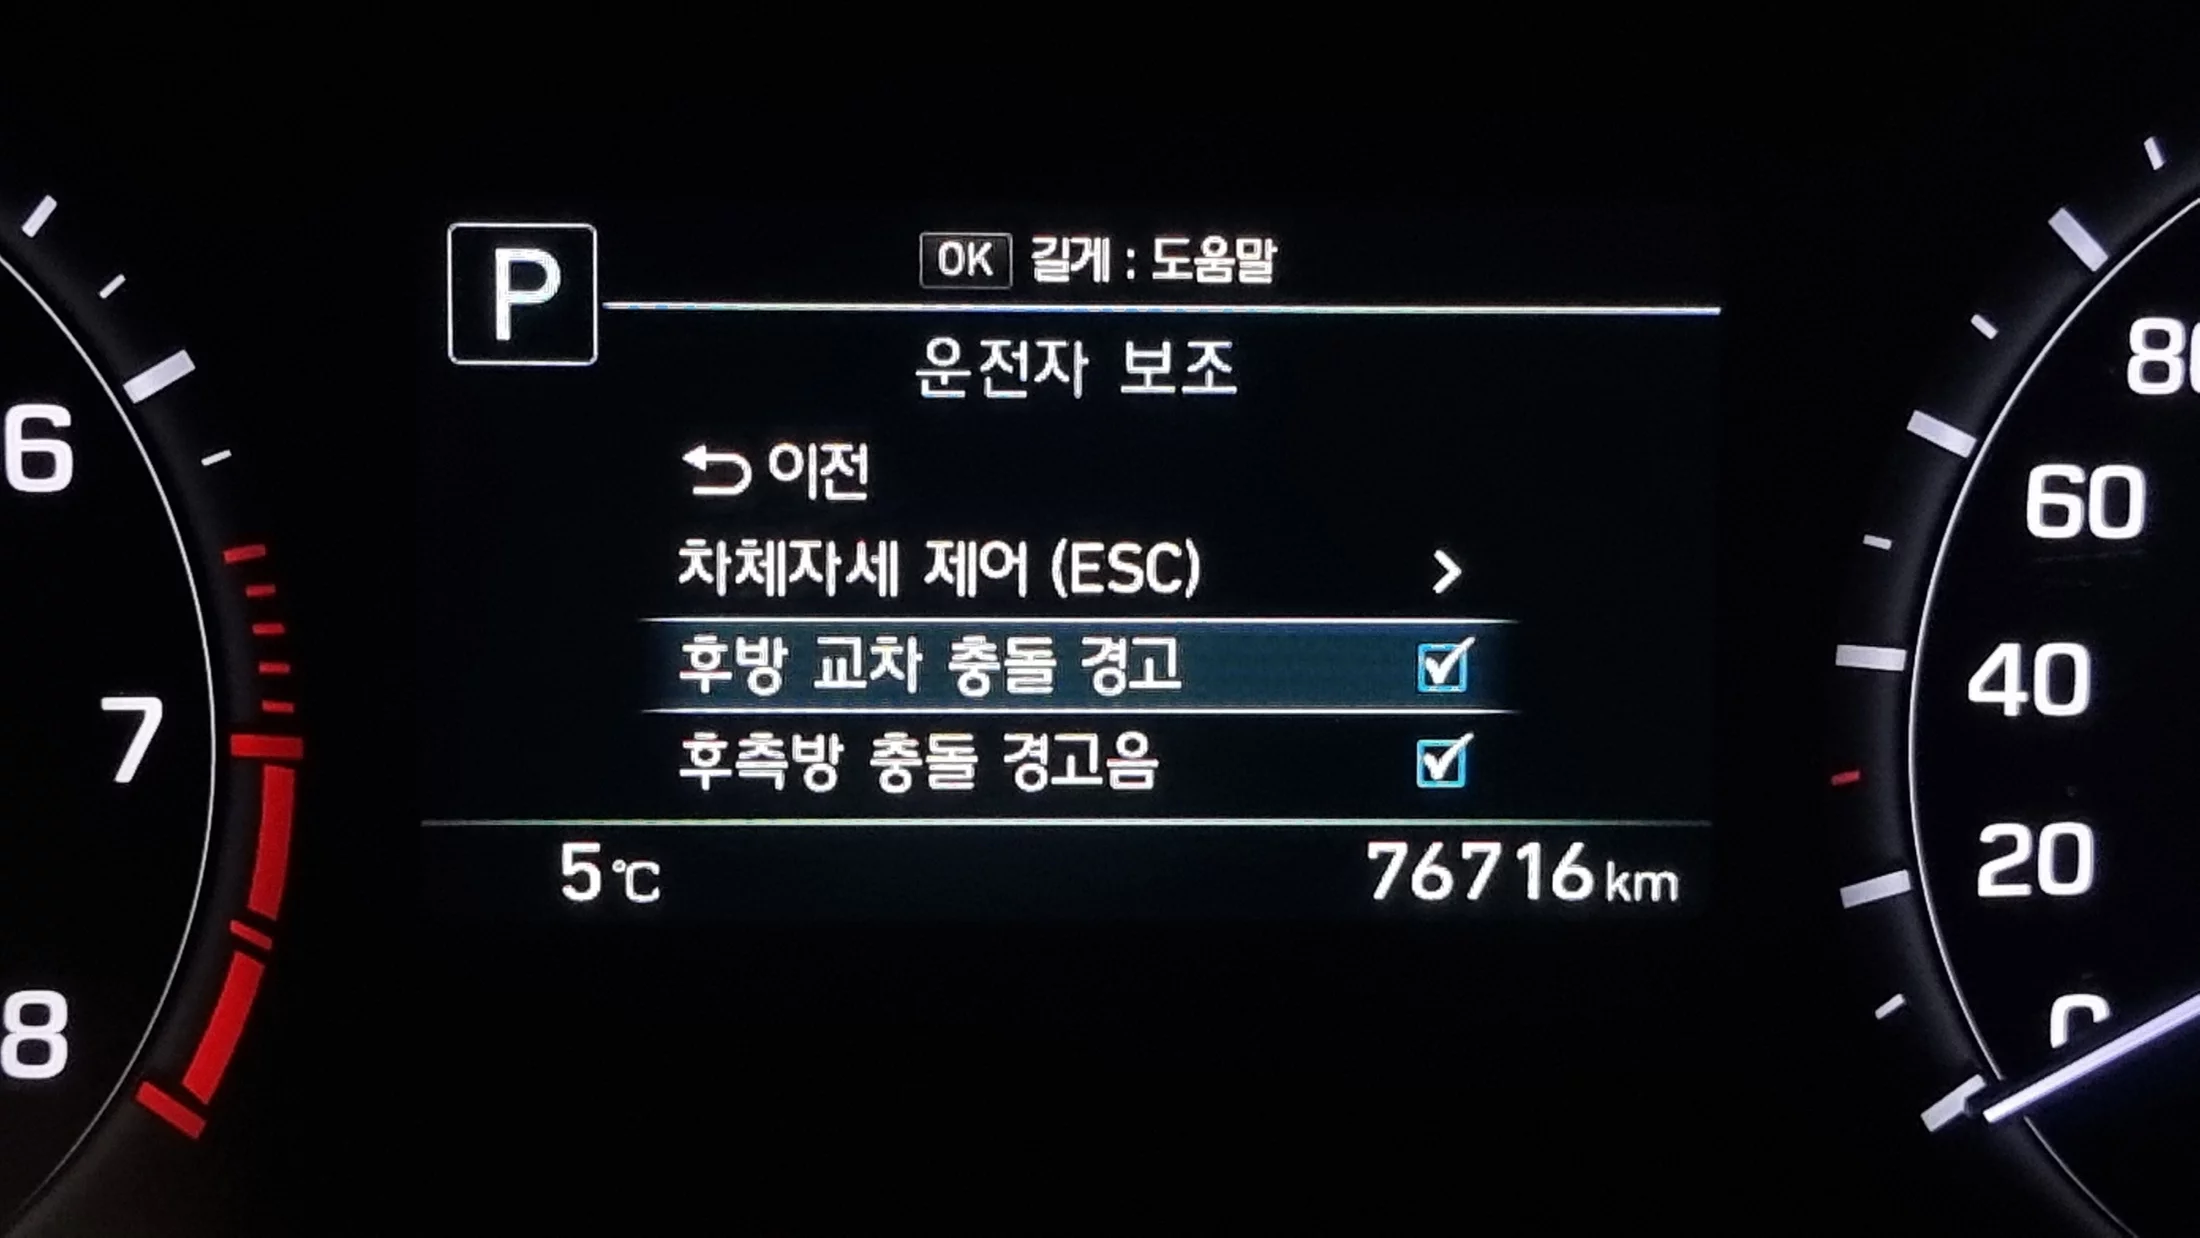 P
OK 길게 : 도움말
운전자 보조
이전
차체자세 제어 (ESC) >
후방 교차 충돌 경고
후측방 충돌 경고음
5℃ 76716 km
6
7
8
80
60
40
20
0